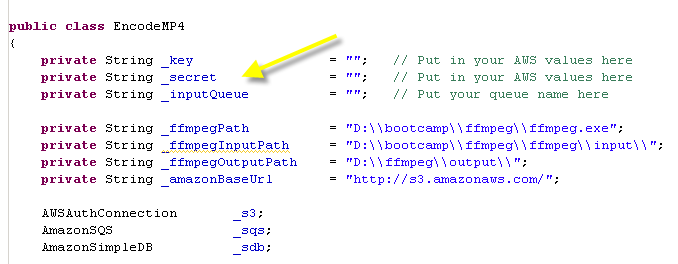 public class EncodeMP4
{
private String _key = ""; // Put in your AWS values here
private String _secret = ""; // Put in your AWS values here
private String _inputQueue = ""; // Put your queue name here
private String _ffmpegPath = "D:\\bootcamp\\ffmpeg\\ffmpeg.exe";
private String _ffmpegInputPath = "D:\\bootcamp\\ffmpeg\\ffmpeg\\input\\";
private String _ffmpegOutputPath = "D:\\ffmpeg\\output\\";
private String _amazonBaseUrl = "http://s3.amazonaws.com/";
AWSAuthConnection _s3;
AmazonSQS _sqs;
AmazonSimpleDB _sdb;